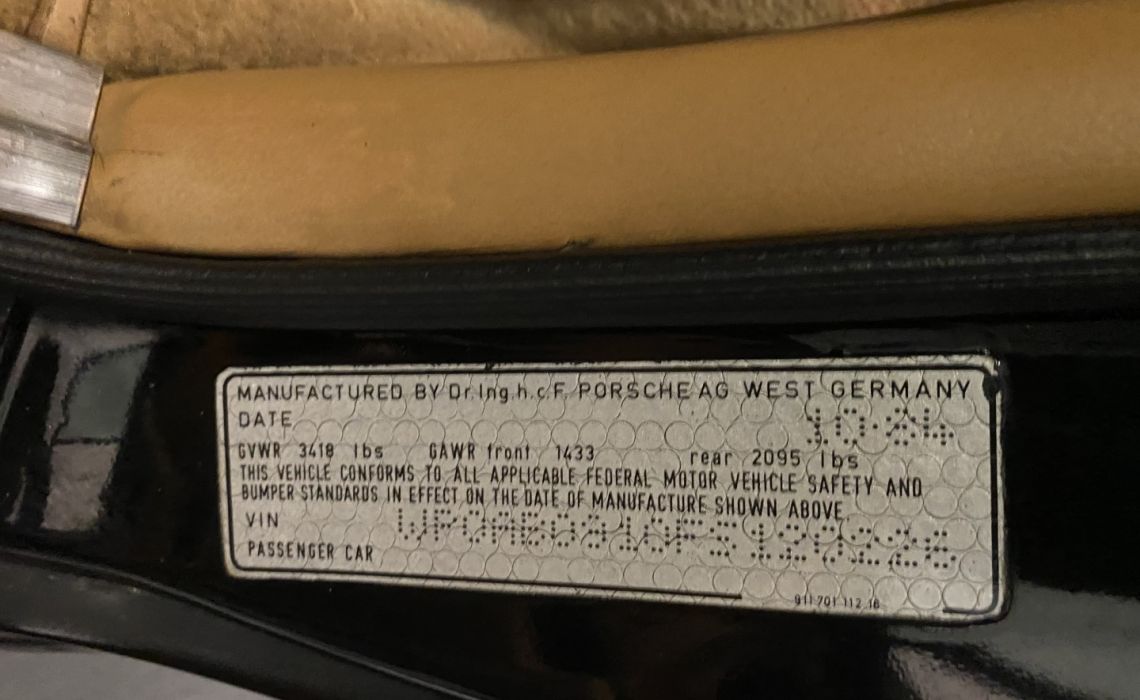 MANUFACTURED BY Dr. Ing. h. c. F. PORSCHE AG WEST GERMANY
DATE
GVWR 3418 lbs GAWR front 1433 rear 2095 lbs
THIS VEHICLE CONFORMS TO ALL APPLICABLE FEDERAL MOTOR VEHICLE SAFETY AND
BUMPER STANDARDS IN EFFECT ON THE DATE OF MANUFACTURE SHOWN ABOVE
VIN
PASSENGER CAR
911 701 112 16